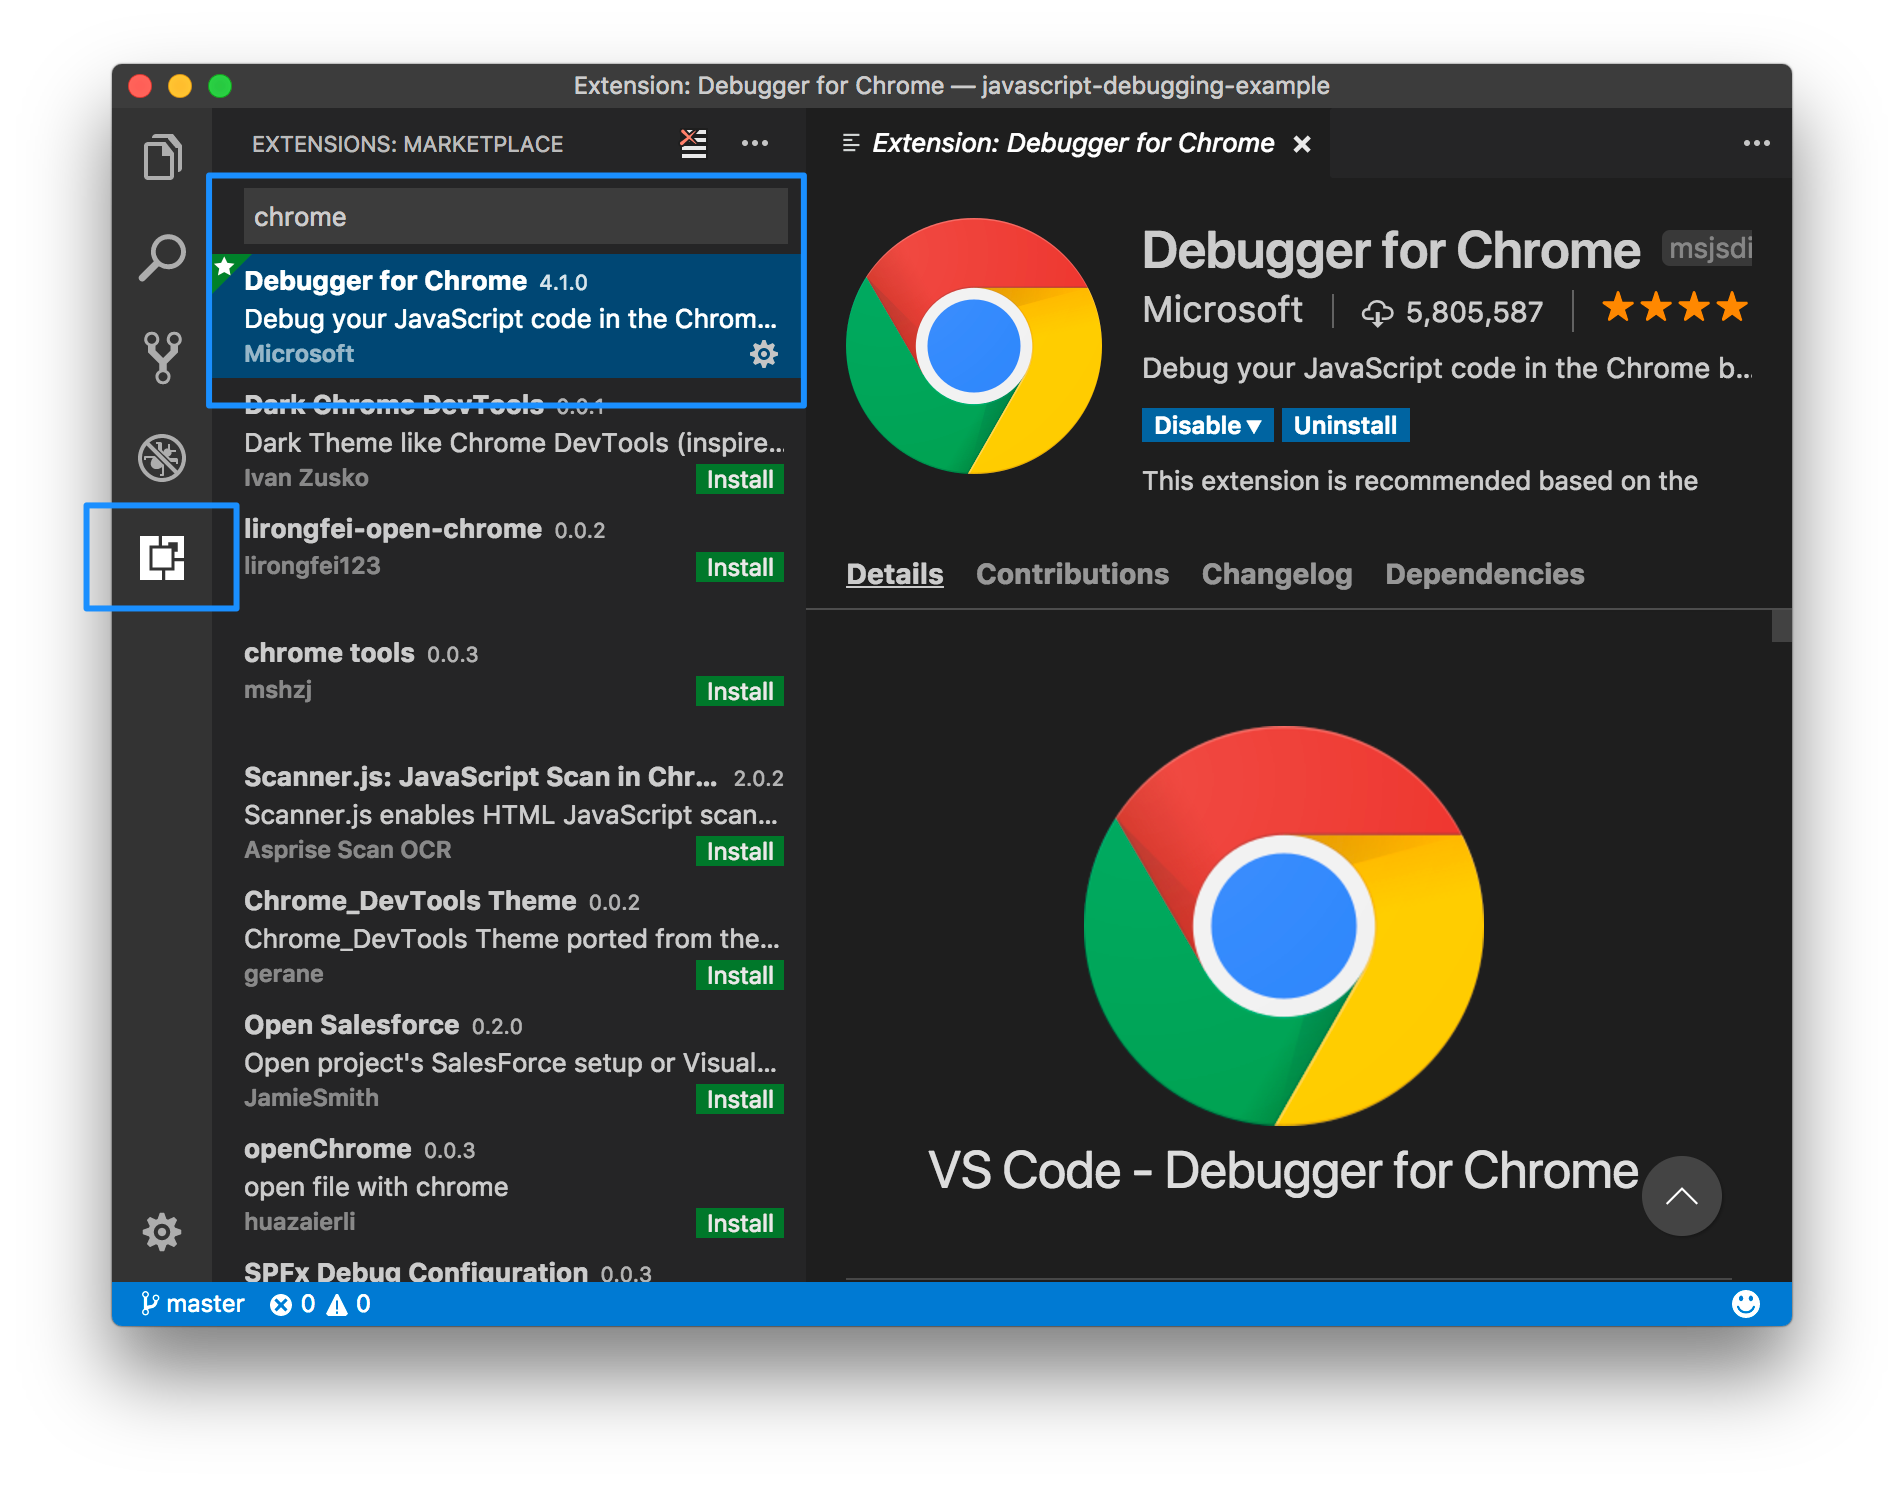 Extension: Debugger for Chrome — javascript-debugging-example
EXTENSIONS: MARKETPLACE
chrome
Debugger for Chrome 4.1.0
Debug your JavaScript code in the Chrom...
Microsoft
Dark Chrome DevTools 0.0.1
Dark Theme like Chrome DevTools (inspire...
Ivan Zusko
Install
lirongfei-open-chrome 0.0.2
lirongfei123
Install
chrome tools 0.0.3
mshzj
Install
Scanner.js: JavaScript Scan in Chr... 2.0.2
Scanner.js enables HTML JavaScript scan...
Asprise Scan OCR
Install
Chrome_DevTools Theme 0.0.2
Chrome_DevTools Theme ported from the...
gerane
Install
Open Salesforce 0.2.0
Open project's SalesForce setup or Visual...
JamieSmith
Install
openChrome 0.0.3
open file with chrome
huazaierli
Install
SPFx Debug Configuration 0.0.3
Extension: Debugger for Chrome
Debugger for Chrome msjsdi
Microsoft 5,805,587
Debug your JavaScript code in the Chrome b...
Disable Uninstall
This extension is recommended based on the
Details Contributions Changelog Dependencies
VS Code - Debugger for Chrome
master 0 0